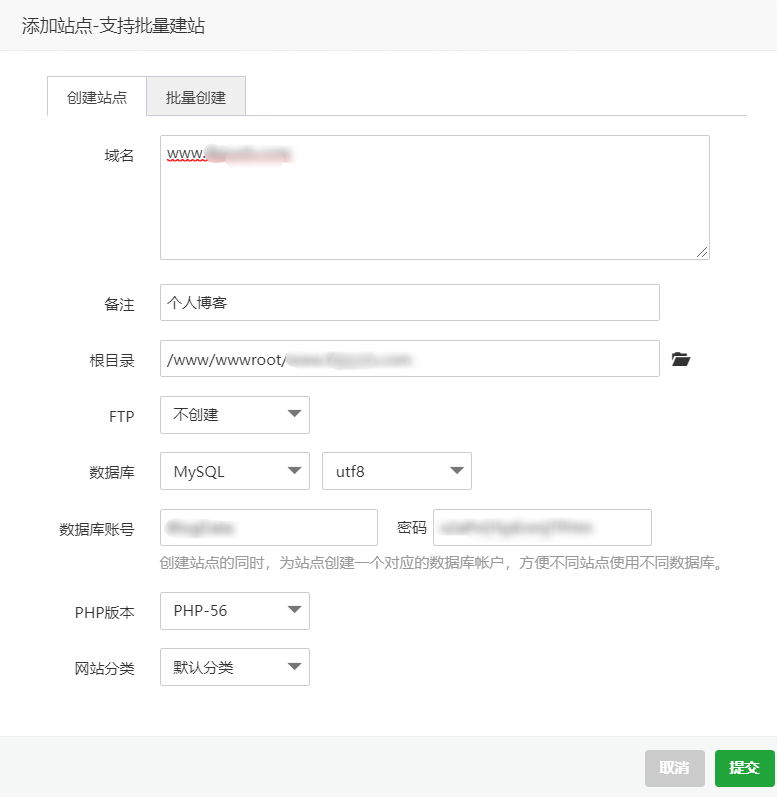 添加站点-支持批量建站
创建站点 批量创建
域名 www.
备注 个人博客
根目录 /www/wwwroot/
FTP 不创建
数据库 MySQL utf8
数据库账号 密码
创建站点的同时，为站点创建一个对应的数据库帐户，方便不同站点使用不同数据库。
PHP版本 PHP-56
网站分类 默认分类
取消 提交